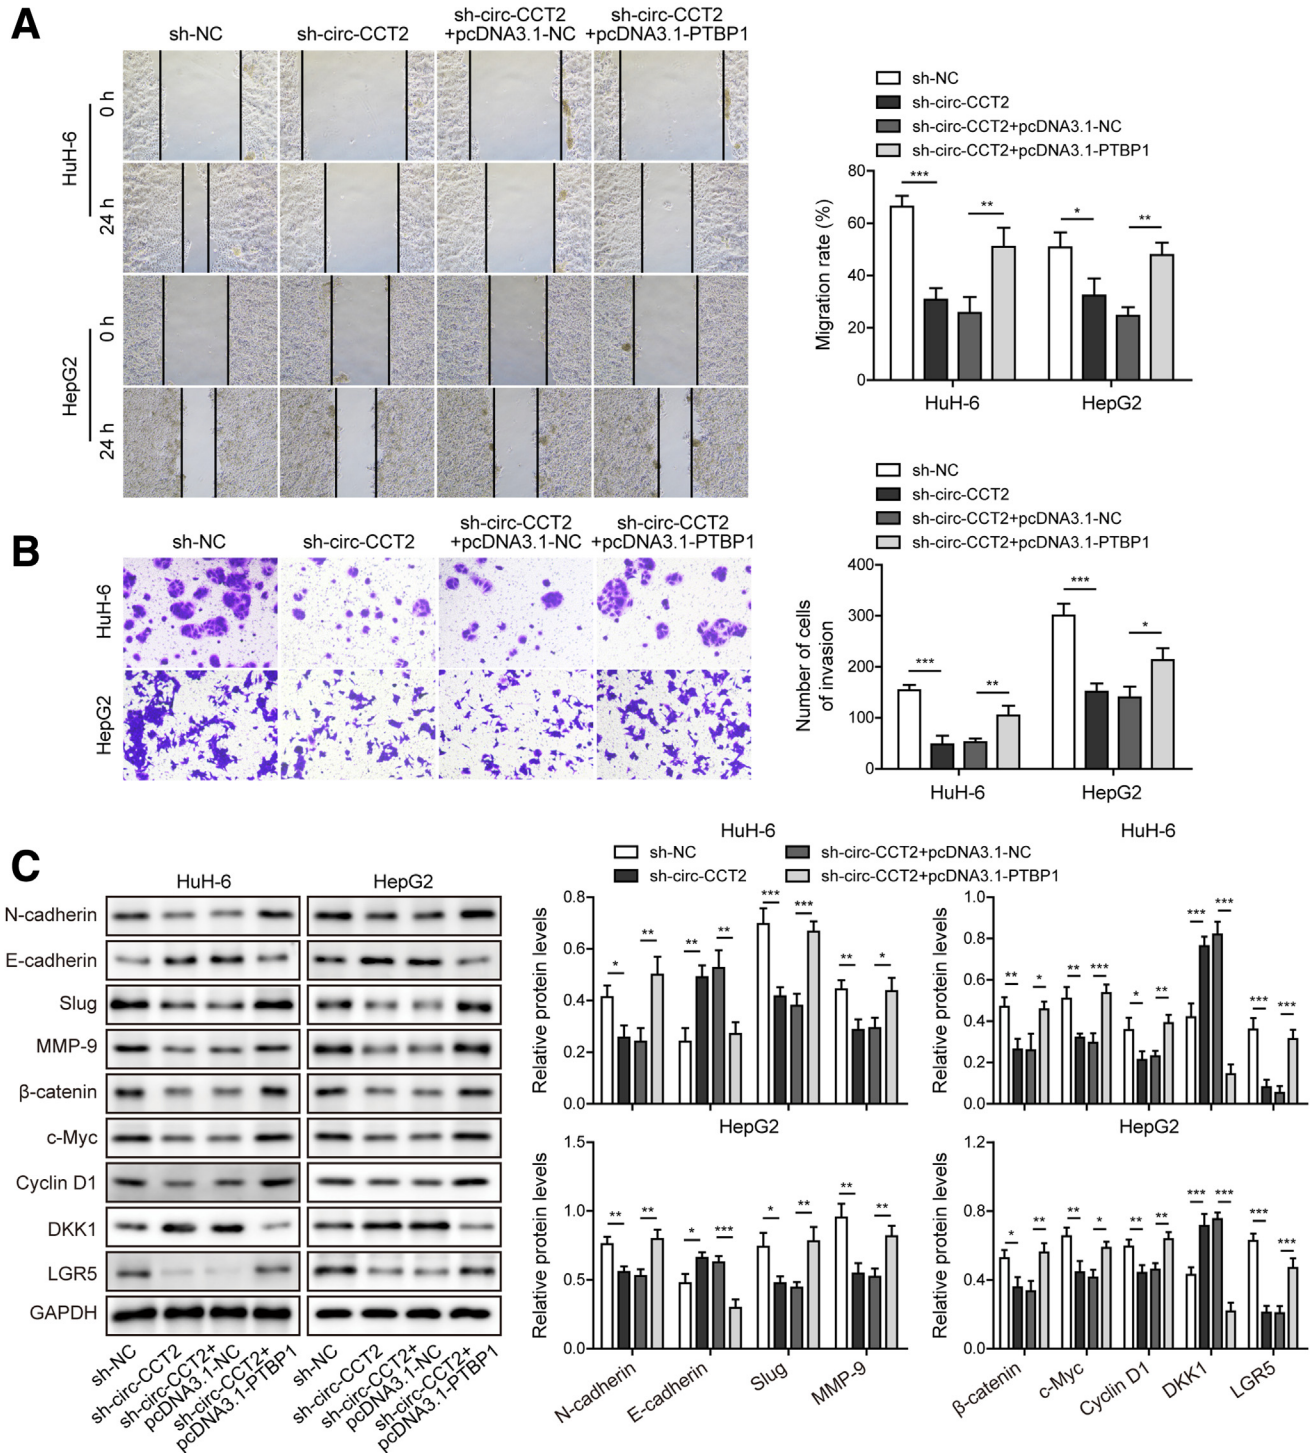 A
sh-NC
sh-circ-CCT2
sh-circ-CCT2
+pcDNA3.1-NC
sh-circ-CCT2
+pcDNA3.1-PTBP1
HuH-6
0 h
24 h
HepG2
0 h
24 h
sh-NC
sh-circ-CCT2
sh-circ-CCT2+pcDNA3.1-NC
sh-circ-CCT2+pcDNA3.1-PTBP1
Migration rate (%)
80
60
40
20
0
***
**
*
**
HuH-6
HepG2
B
sh-NC
sh-circ-CCT2
sh-circ-CCT2
+pcDNA3.1-NC
sh-circ-CCT2
+pcDNA3.1-PTBP1
HuH-6
HepG2
sh-NC
sh-circ-CCT2
sh-circ-CCT2+pcDNA3.1-NC
sh-circ-CCT2+pcDNA3.1-PTBP1
Number of cells
of invasion
400
300
200
100
0
***
**
***
*
HuH-6
HepG2
C
HuH-6
HepG2
N-cadherin
E-cadherin
Slug
MMP-9
β-catenin
c-Myc
Cyclin D1
DKK1
LGR5
GAPDH
sh-NC
sh-circ-CCT2
sh-circ-CCT2+
pcDNA3.1-NC
sh-circ-CCT2+
pcDNA3.1-PTBP1
sh-NC
sh-circ-CCT2
sh-circ-CCT2+
pcDNA3.1-NC
sh-circ-CCT2+
pcDNA3.1-PTBP1
HuH-6
HuH-6
sh-NC
sh-circ-CCT2
sh-circ-CCT2+pcDNA3.1-NC
sh-circ-CCT2+pcDNA3.1-PTBP1
Relative protein levels
0.8
0.6
0.4
0.2
0.0
*
**
**
**
***
***
**
*
Relative protein levels
1.0
0.8
0.6
0.4
0.2
0.0
**
*
**
***
*
**
***
***
***
***
HepG2
Relative protein levels
1.5
1.0
0.5
0.0
**
**
*
***
*
**
**
**
N-cadherin
E-cadherin
Slug
MMP-9
HepG2
Relative protein levels
1.2
0.8
0.4
0.0
*
**
**
*
**
**
***
***
***
***
β-catenin
c-Myc
Cyclin D1
DKK1
LGR5